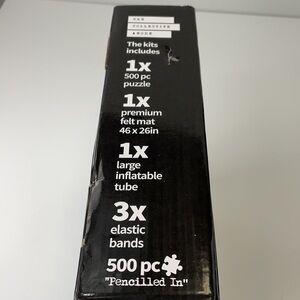 The kits
includes
1x
500 pc
puzzle
1x
premium
felt mat
46 x 26in
1x
large
inflatable
tube
3x
elastic
bands
500 pc
"Pencilled In"